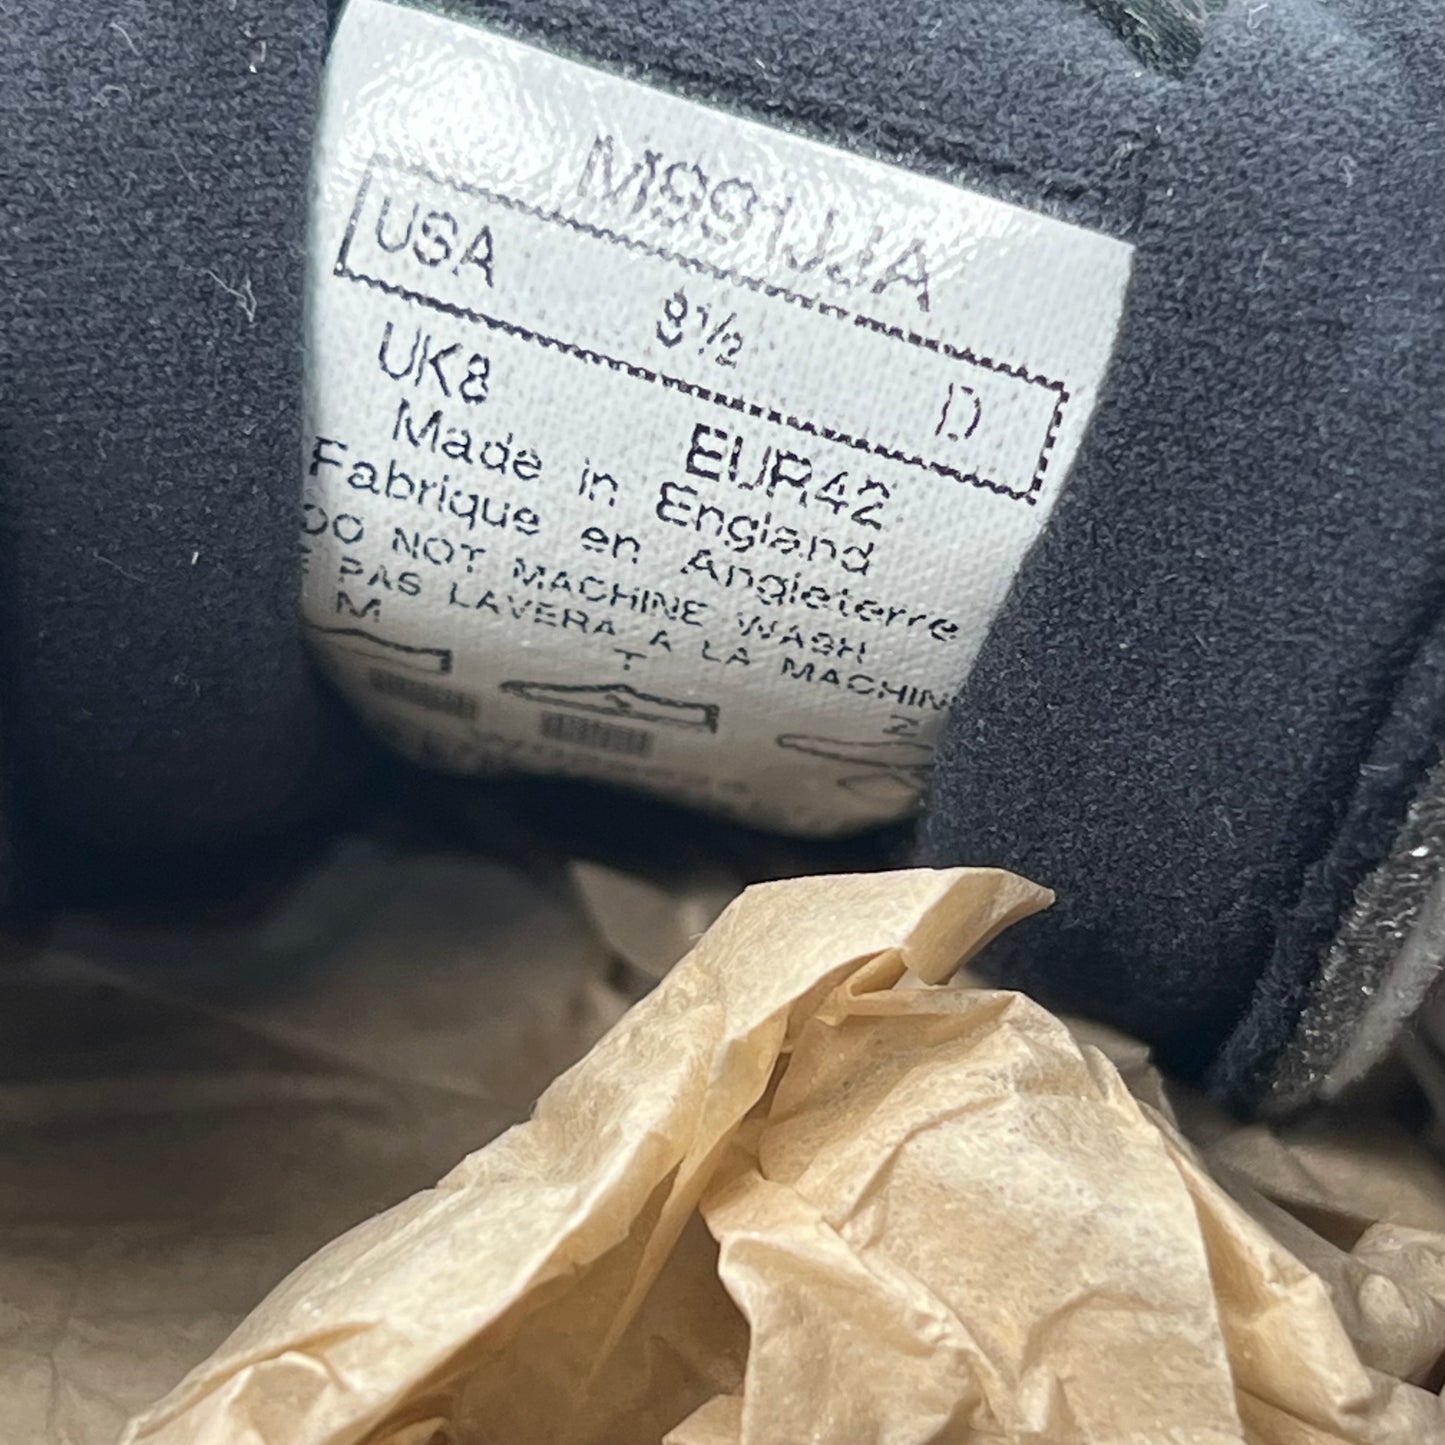 M991JJA
USA 8½ D
UK8 EUR42
Made in England
Fabrique en Angleterre
DO NOT MACHINE WASH
PAS LAVERA A LA MACHIN
M T Z